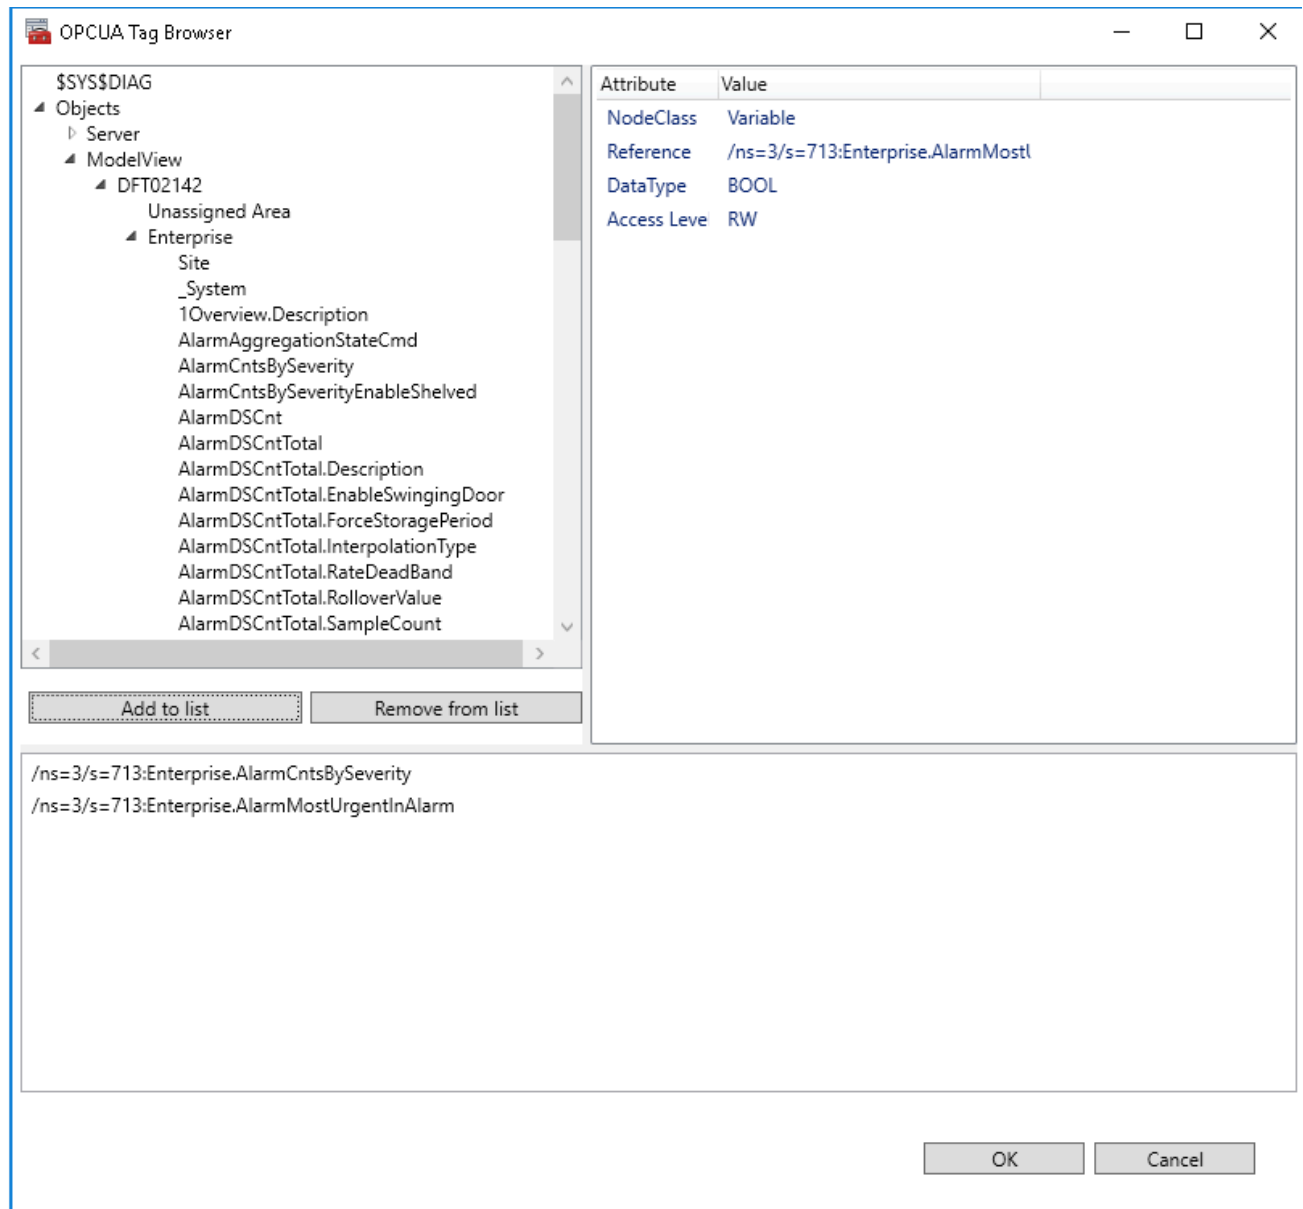 OPCUA Tag Browser
$SYS$DIAG
Objects
Server
ModelView
DFT02142
Unassigned Area
Enterprise
Site
_System
1Overview.Description
AlarmAggregationStateCmd
AlarmCntsBySeverity
AlarmCntsBySeverityEnableShelved
AlarmDSCnt
AlarmDSCntTotal
AlarmDSCntTotal.Description
AlarmDSCntTotal.EnableSwingingDoor
AlarmDSCntTotal.ForceStoragePeriod
AlarmDSCntTotal.InterpolationType
AlarmDSCntTotal.RateDeadBand
AlarmDSCntTotal.RolloverValue
AlarmDSCntTotal.SampleCount
Add to list Remove from list
Attribute Value
NodeClass Variable
Reference /ns=3/s=713:Enterprise.AlarmMost
DataType BOOL
Access Leve RW
/ns=3/s=713:Enterprise.AlarmCntsBySeverity
/ns=3/s=713:Enterprise.AlarmMostUrgentInAlarm
OK Cancel